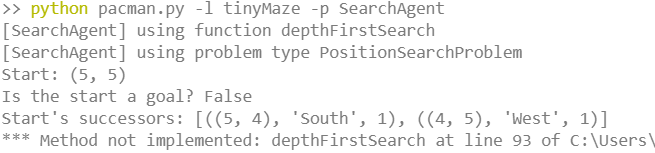 >> python pacman.py -l tinyMaze -p SearchAgent
[SearchAgent] using function depthFirstSearch
[SearchAgent] using problem type PositionSearchProblem
Start: (5, 5)
Is the start a goal? False
Start's successors: [((5, 4), 'South', 1), ((4, 5), 'West', 1)]
*** Method not implemented: depthFirstSearch at line 93 of C:\Users\